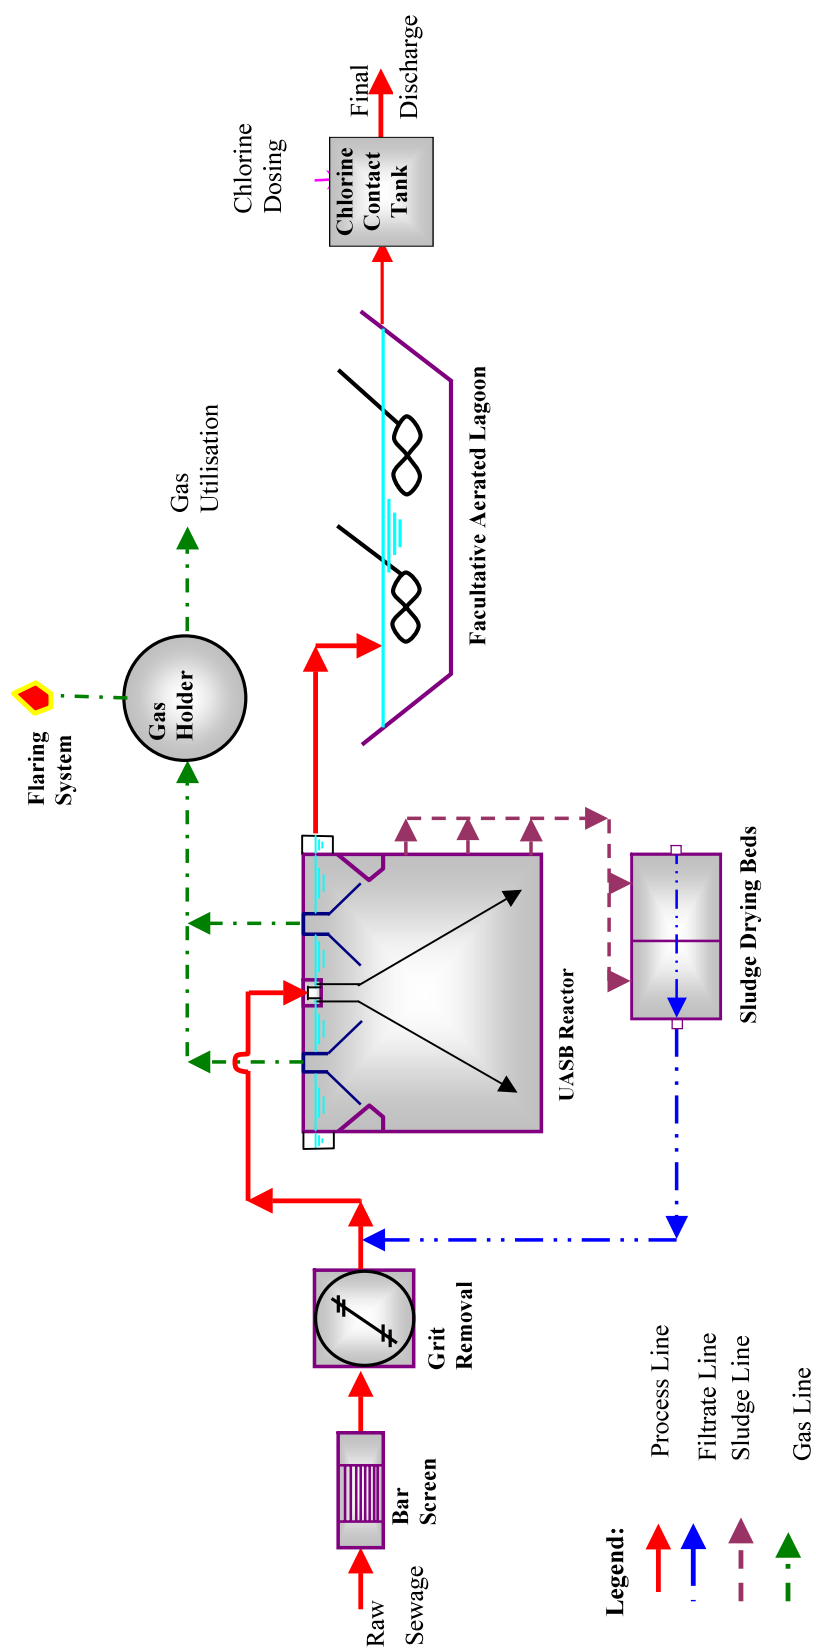 Raw
Sewage
Bar
Screen
Grit
Removal
UASB Reactor
Sludge Drying Beds
Flaring
System
Gas
Holder
Gas
Utilisation
Facultative Aerated Lagoon
Chlorine
Dosing
Chlorine
Contact
Tank
Final
Discharge
Legend:
Process Line
Filtrate Line
Sludge Line
Gas Line